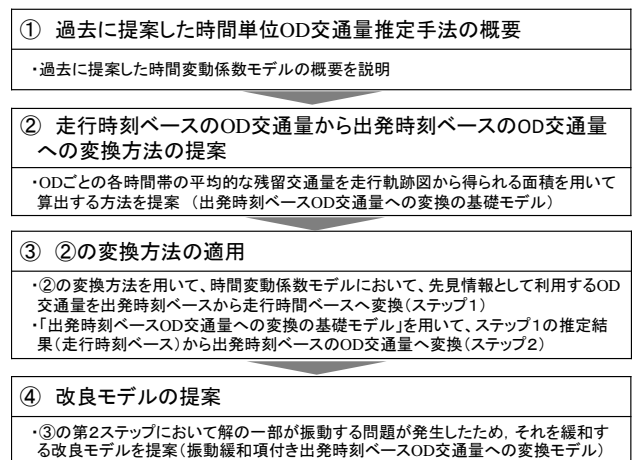 ① 過去に提案した時間単位OD交通量推定手法の概要
・過去に提案した時間変動係数モデルの概要を説明
② 走行時刻ベースのOD交通量から出発時刻ベースのOD交通量
への変換方法の提案
・ODごとの各時間帯の平均的な残留交通量を走行軌跡図から得られる面積を用いて
算出する方法を提案 （出発時刻ベースOD交通量への変換の基礎モデル）
③ ②の変換方法の適用
・②の変換方法を用いて、時間変動係数モデルにおいて、先見情報として利用するOD
交通量を出発時刻ベースから走行時間ベースへ変換（ステップ1）
・「出発時刻ベースOD交通量への変換の基礎モデル」を用いて、ステップ1の推定結
果（走行時刻ベース）から出発時刻ベースのOD交通量へ変換（ステップ2）
④ 改良モデルの提案
・③の第2ステップにおいて解の一部が振動する問題が発生したため，それを緩和す
る改良モデルを提案（振動緩和項付き出発時刻ベースOD交通量への変換モデル）